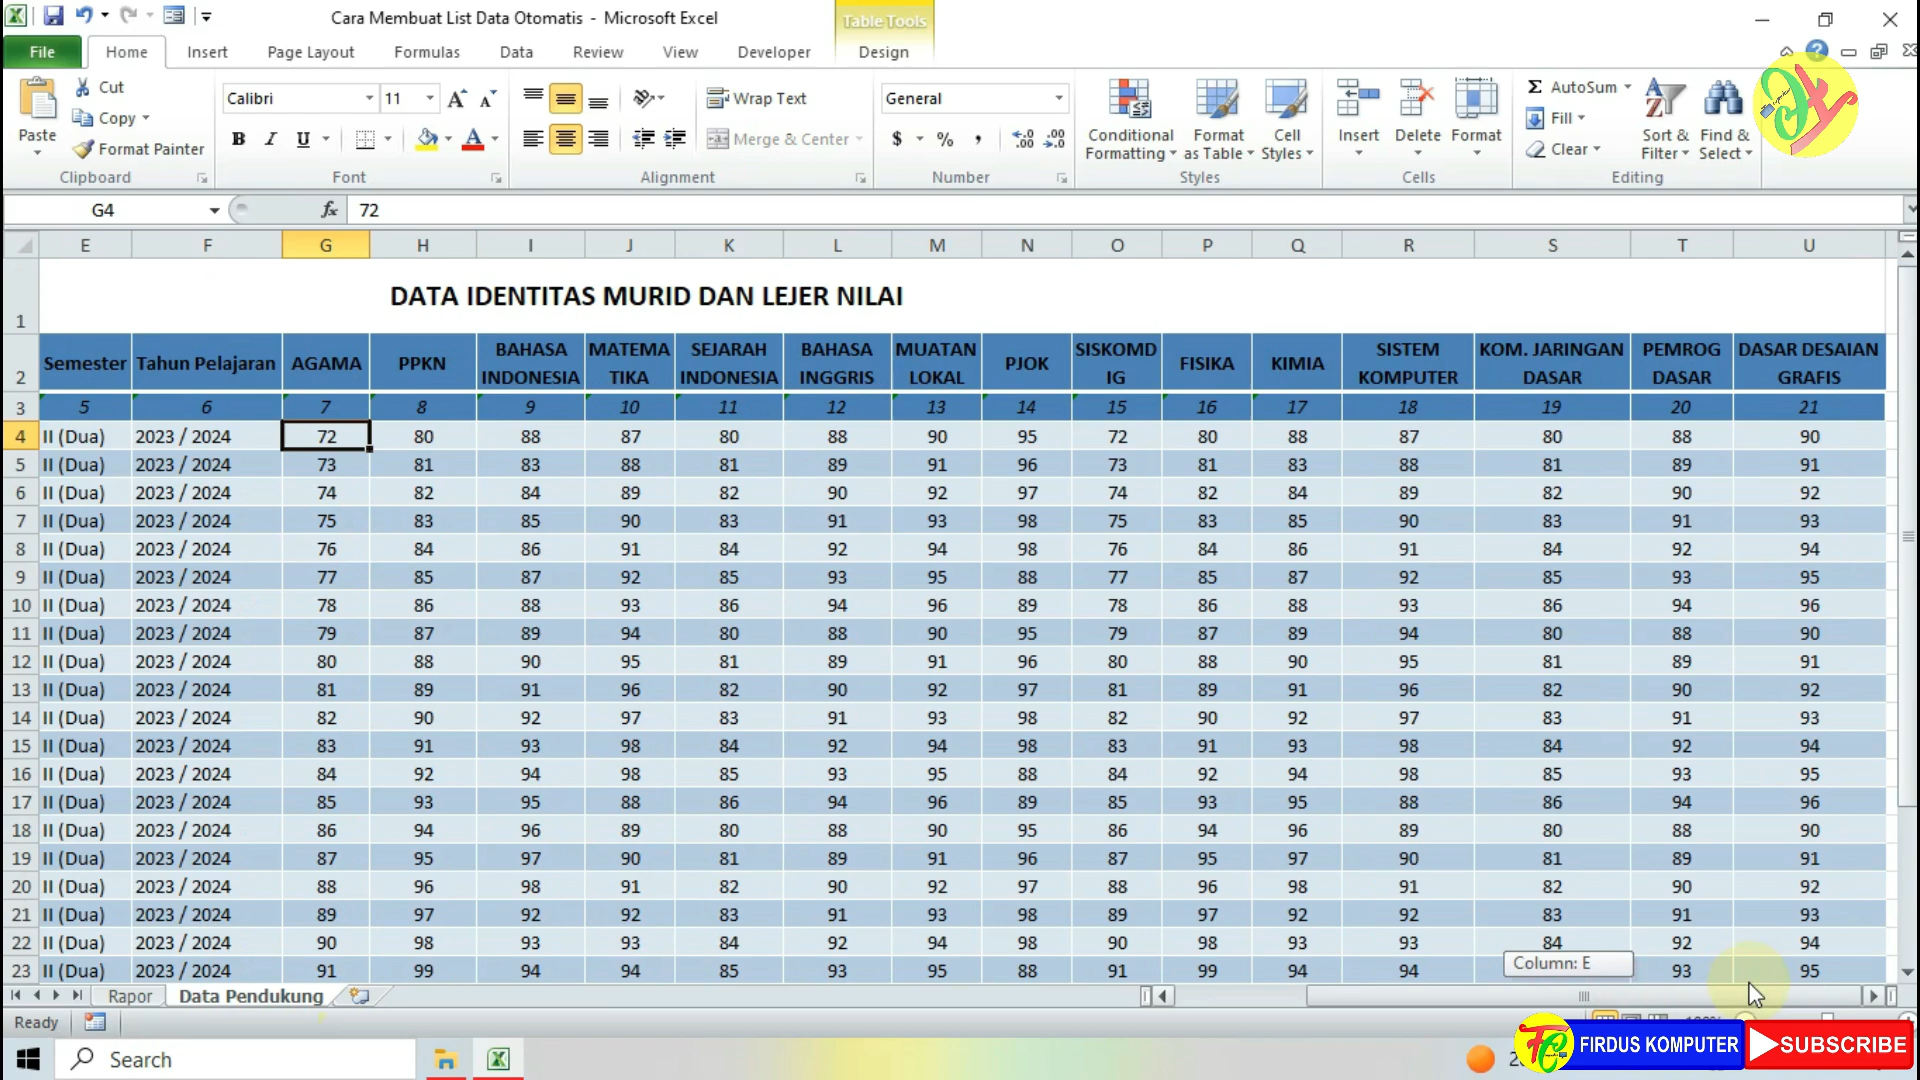 Cara Membuat List Data Otomatis - Microsoft Excel
Table Tools
File Home Insert Page Layout Formulas Data Review View Developer Design
Paste
Cut
Copy
Format Painter
Clipboard
Calibri 11
B I U
Font
Wrap Text
Merge & Center
Alignment
General
$ % ,
Number
Conditional Formatting
Format as Table
Cell Styles
Styles
Insert Delete Format
Cells
Σ AutoSum
Fill
Clear
Sort & Filter
Find & Select
Editing
G4 fx 72
E F G H I J K L M N O P Q R S T U
1 DATA IDENTITAS MURID DAN LEJER NILAI
2 Semester Tahun Pelajaran AGAMA PPKN BAHASA INDONESIA MATEMATIKA SEJARAH INDONESIA BAHASA INGGRIS MUATAN LOKAL PJOK SISKOMDIG FISIKA KIMIA SISTEM KOMPUTER KOM. JARINGAN DASAR PEMROG DASAR DASAR DESAIAN GRAFIS
3 5 6 7 8 9 10 11 12 13 14 15 16 17 18 19 20 21
4 II (Dua) 2023 / 2024 72 80 88 87 80 88 90 95 72 80 88 87 80 88 90
5 II (Dua) 2023 / 2024 73 81 83 88 81 89 91 96 73 81 83 88 81 89 91
6 II (Dua) 2023 / 2024 74 82 84 89 82 90 92 97 74 82 84 89 82 90 92
7 II (Dua) 2023 / 2024 75 83 85 90 83 91 93 98 75 83 85 90 83 91 93
8 II (Dua) 2023 / 2024 76 84 86 91 84 92 94 98 76 84 86 91 84 92 94
9 II (Dua) 2023 / 2024 77 85 87 92 85 93 95 88 77 85 87 92 85 93 95
10 II (Dua) 2023 / 2024 78 86 88 93 86 94 96 89 78 86 88 93 86 94 96
11 II (Dua) 2023 / 2024 79 87 89 94 80 88 90 95 79 87 89 94 80 88 90
12 II (Dua) 2023 / 2024 80 88 90 95 81 89 91 96 80 88 90 95 81 89 91
13 II (Dua) 2023 / 2024 81 89 91 96 82 90 92 97 81 89 91 96 82 90 92
14 II (Dua) 2023 / 2024 82 90 92 97 83 91 93 98 82 90 92 97 83 91 93
15 II (Dua) 2023 / 2024 83 91 93 98 84 92 94 98 83 91 93 98 84 92 94
16 II (Dua) 2023 / 2024 84 92 94 98 85 93 95 88 84 92 94 98 85 93 95
17 II (Dua) 2023 / 2024 85 93 95 88 86 94 96 89 85 93 95 88 86 94 96
18 II (Dua) 2023 / 2024 86 94 96 89 80 88 90 95 86 94 96 89 80 88 90
19 II (Dua) 2023 / 2024 87 95 97 90 81 89 91 96 87 95 97 90 81 89 91
20 II (Dua) 2023 / 2024 88 96 98 91 82 90 92 97 88 96 98 91 82 90 92
21 II (Dua) 2023 / 2024 89 97 92 92 83 91 93 98 89 97 92 92 83 91 93
22 II (Dua) 2023 / 2024 90 98 93 93 84 92 94 98 90 98 93 93 84 92 94
23 II (Dua) 2023 / 2024 91 99 94 94 85 93 95 88 91 99 94 94 93 95
Column: E
Rapor Data Pendukung
Ready
Search
FIRDUS KOMPUTER SUBSCRIBE